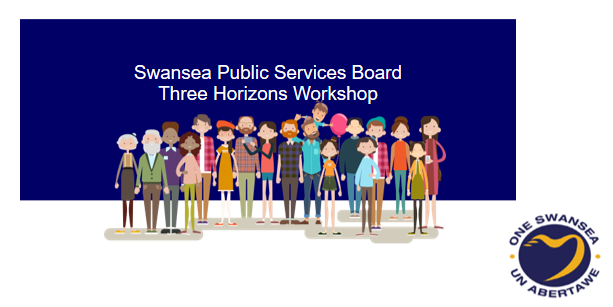 Swansea Public Services Board
Three Horizons Workshop
ONE SWANSEA
UN ABERTAWE